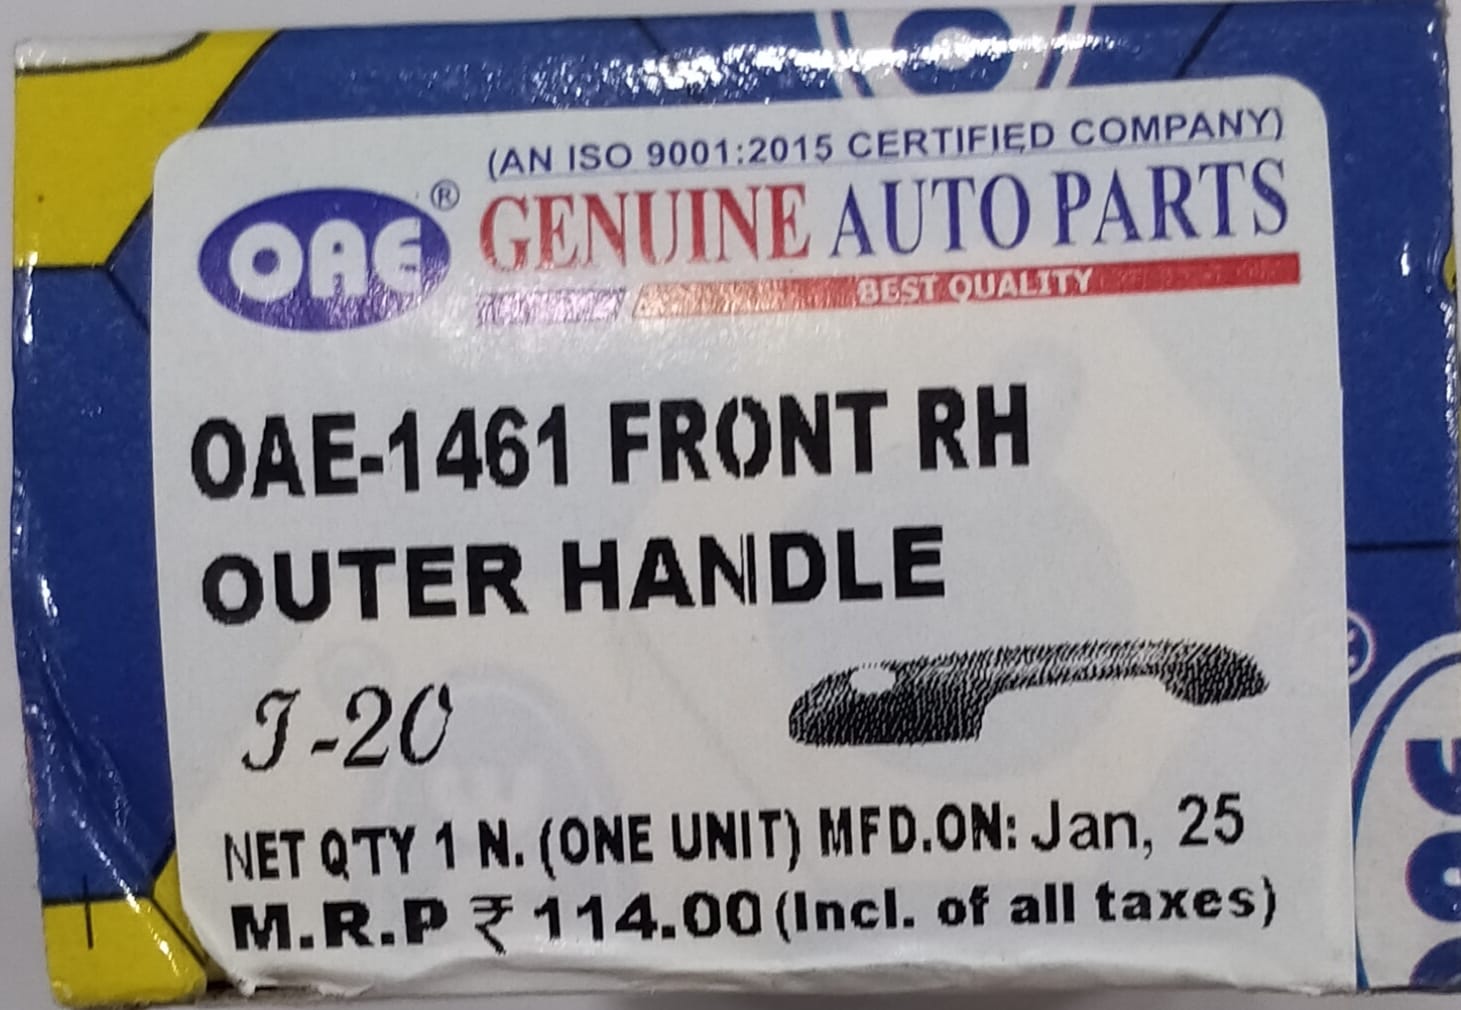 (AN ISO 9001:2015 CERTIFIED COMPANY)
OAE®
GENUINE AUTO PARTS
BEST QUALITY
OAE-1461 FRONT RH
OUTER HANDLE
I-20
NET QTY 1 N. (ONE UNIT) MFD.ON: Jan, 25
M.R.P ₹ 114.00 (Incl. of all taxes)